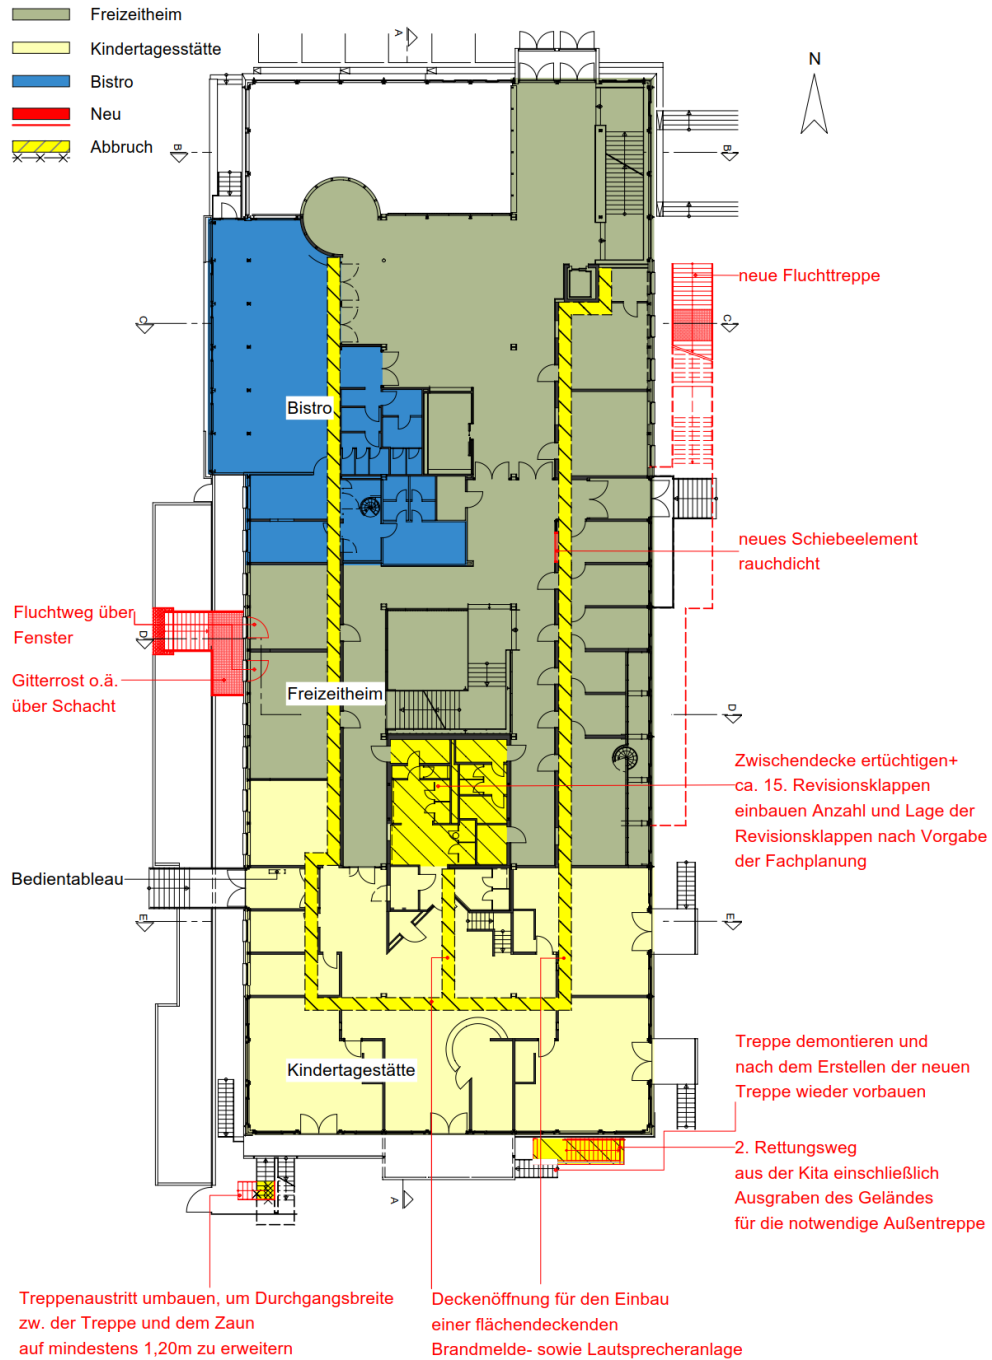 Freizeitheim
Kindertagesstätte
Bistro
Neu
Abbruch
N
A
B
B
neue Fluchttreppe
C
C
Bistro
neues Schiebeelement
rauchdicht
Fluchtweg über
Fenster
D
Gitterrost o.ä.
über Schacht
Freizeitheim
D
Zwischendecke ertüchtigen+
ca. 15. Revisionsklappen
einbauen Anzahl und Lage der
Revisionsklappen nach Vorgabe
der Fachplanung
Bedientableau
E
E
Treppe demontieren und
nach dem Erstellen der neuen
Treppe wieder vorbauen
Kindertagestätte
2. Rettungsweg
aus der Kita einschließlich
Ausgraben des Geländes
für die notwendige Außentreppe
A
Treppenaustritt umbauen, um Durchgangsbreite
zw. der Treppe und dem Zaun
auf mindestens 1,20m zu erweitern
Deckenöffnung für den Einbau
einer flächendeckenden
Brandmelde- sowie Lautsprecheranlage